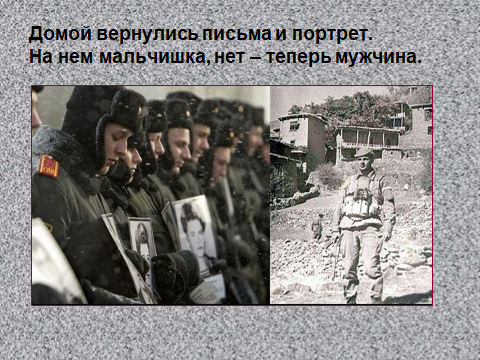 Домой вернулись письма и портрет.
На нем мальчишка, нет – теперь мужчина.